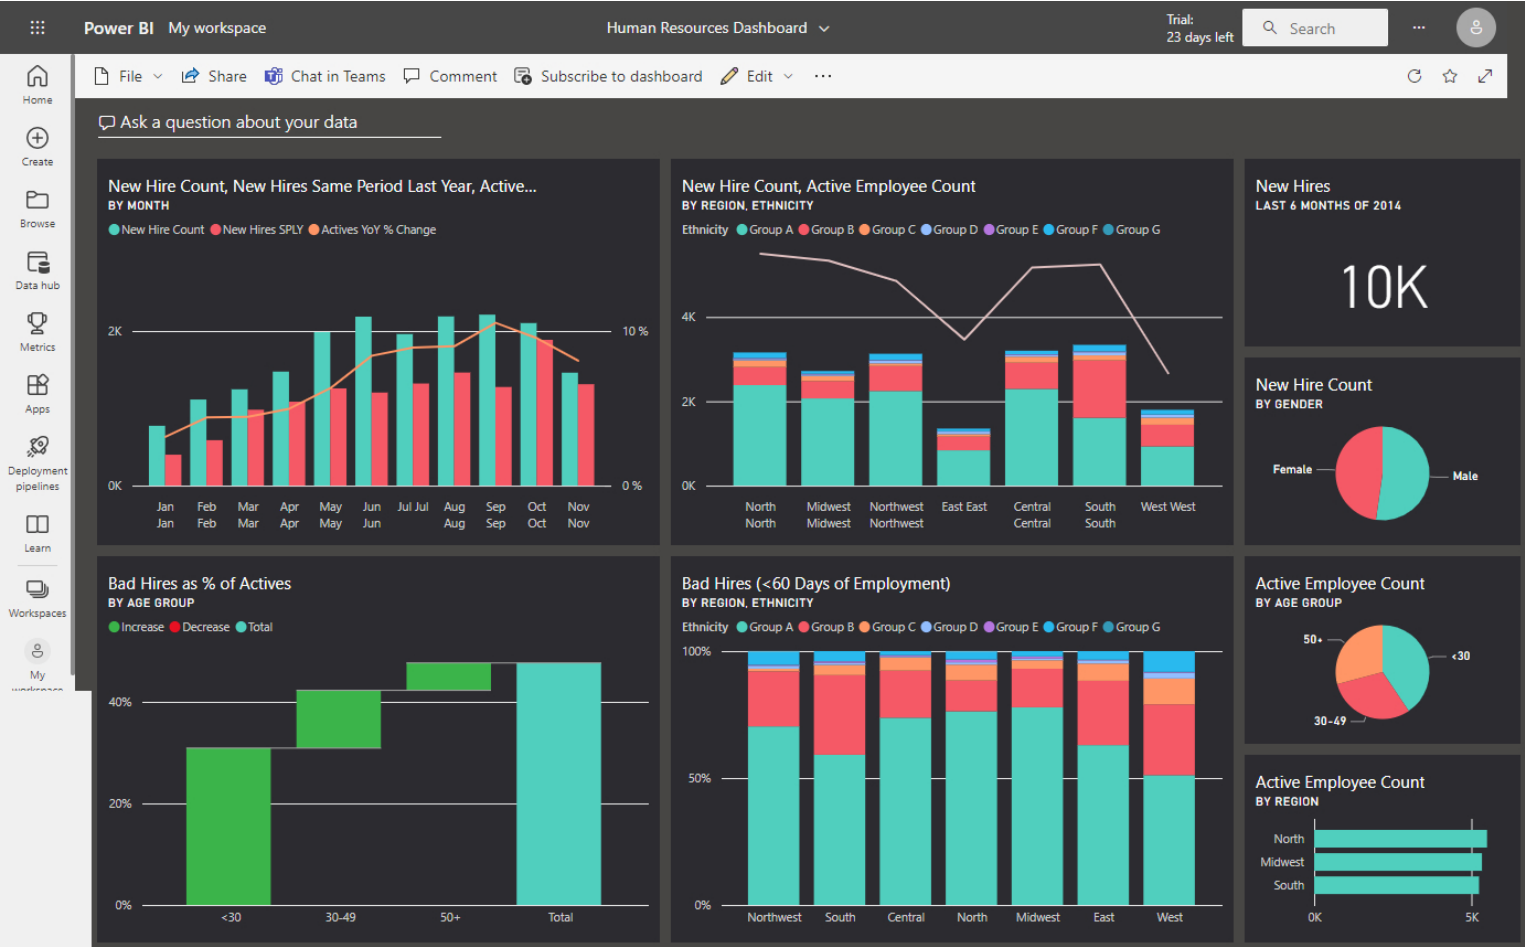 Power BI My workspace
Human Resources Dashboard
Trial:
23 days left
Search
File
Share
Chat in Teams
Comment
Subscribe to dashboard
Edit
Home
Create
Browse
Data hub
Metrics
Apps
Deployment
pipelines
Learn
Workspaces
My
workspace
Ask a question about your data
New Hire Count, New Hires Same Period Last Year, Active...
BY MONTH
New Hire Count New Hires SPLY Actives YoY % Change
2K
10 %
0K
0 %
Jan Feb Mar Apr May Jun Jul Jul Aug Sep Oct Nov
Jan Feb Mar Apr May Jun Aug Sep Oct Nov
New Hire Count, Active Employee Count
BY REGION, ETHNICITY
Ethnicity Group A Group B Group C Group D Group E Group F Group G
4K
2K
0K
North Midwest Northwest East East Central South West West
North Midwest Northwest Central South
New Hires
LAST 6 MONTHS OF 2014
10K
New Hire Count
BY GENDER
Female
Male
Bad Hires as % of Actives
BY AGE GROUP
Increase Decrease Total
40%
20%
0%
<30 30-49 50+ Total
Bad Hires (<60 Days of Employment)
BY REGION, ETHNICITY
Ethnicity Group A Group B Group C Group D Group E Group F Group G
100%
50%
0%
Northwest South Central North Midwest East West
Active Employee Count
BY AGE GROUP
50+
<30
30-49
Active Employee Count
BY REGION
North
Midwest
South
0K 5K